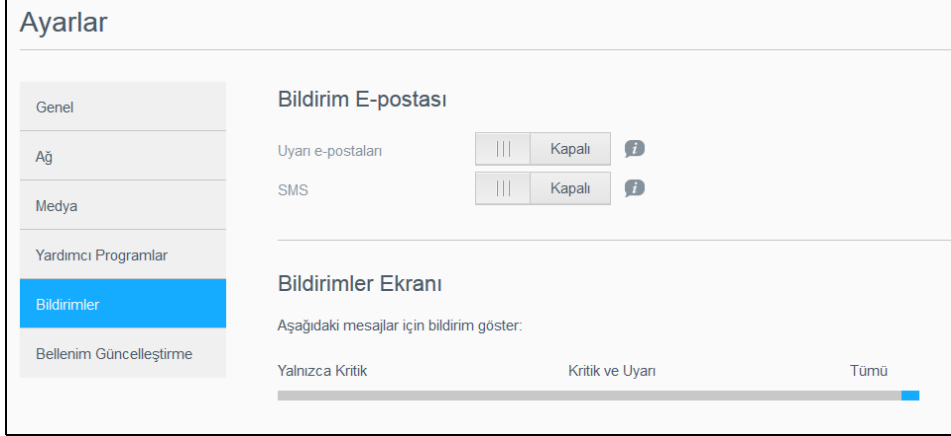 Ayarlar
Genel
Ağ
Medya
Yardımcı Programlar
Bildirimler
Bellenim Güncelleştirme
Bildirim E-postası
Uyarı e-postaları Kapalı i
SMS Kapalı i
Bildirimler Ekranı
Aşağıdaki mesajlar için bildirim göster:
Yalnızca Kritik Kritik ve Uyarı Tümü